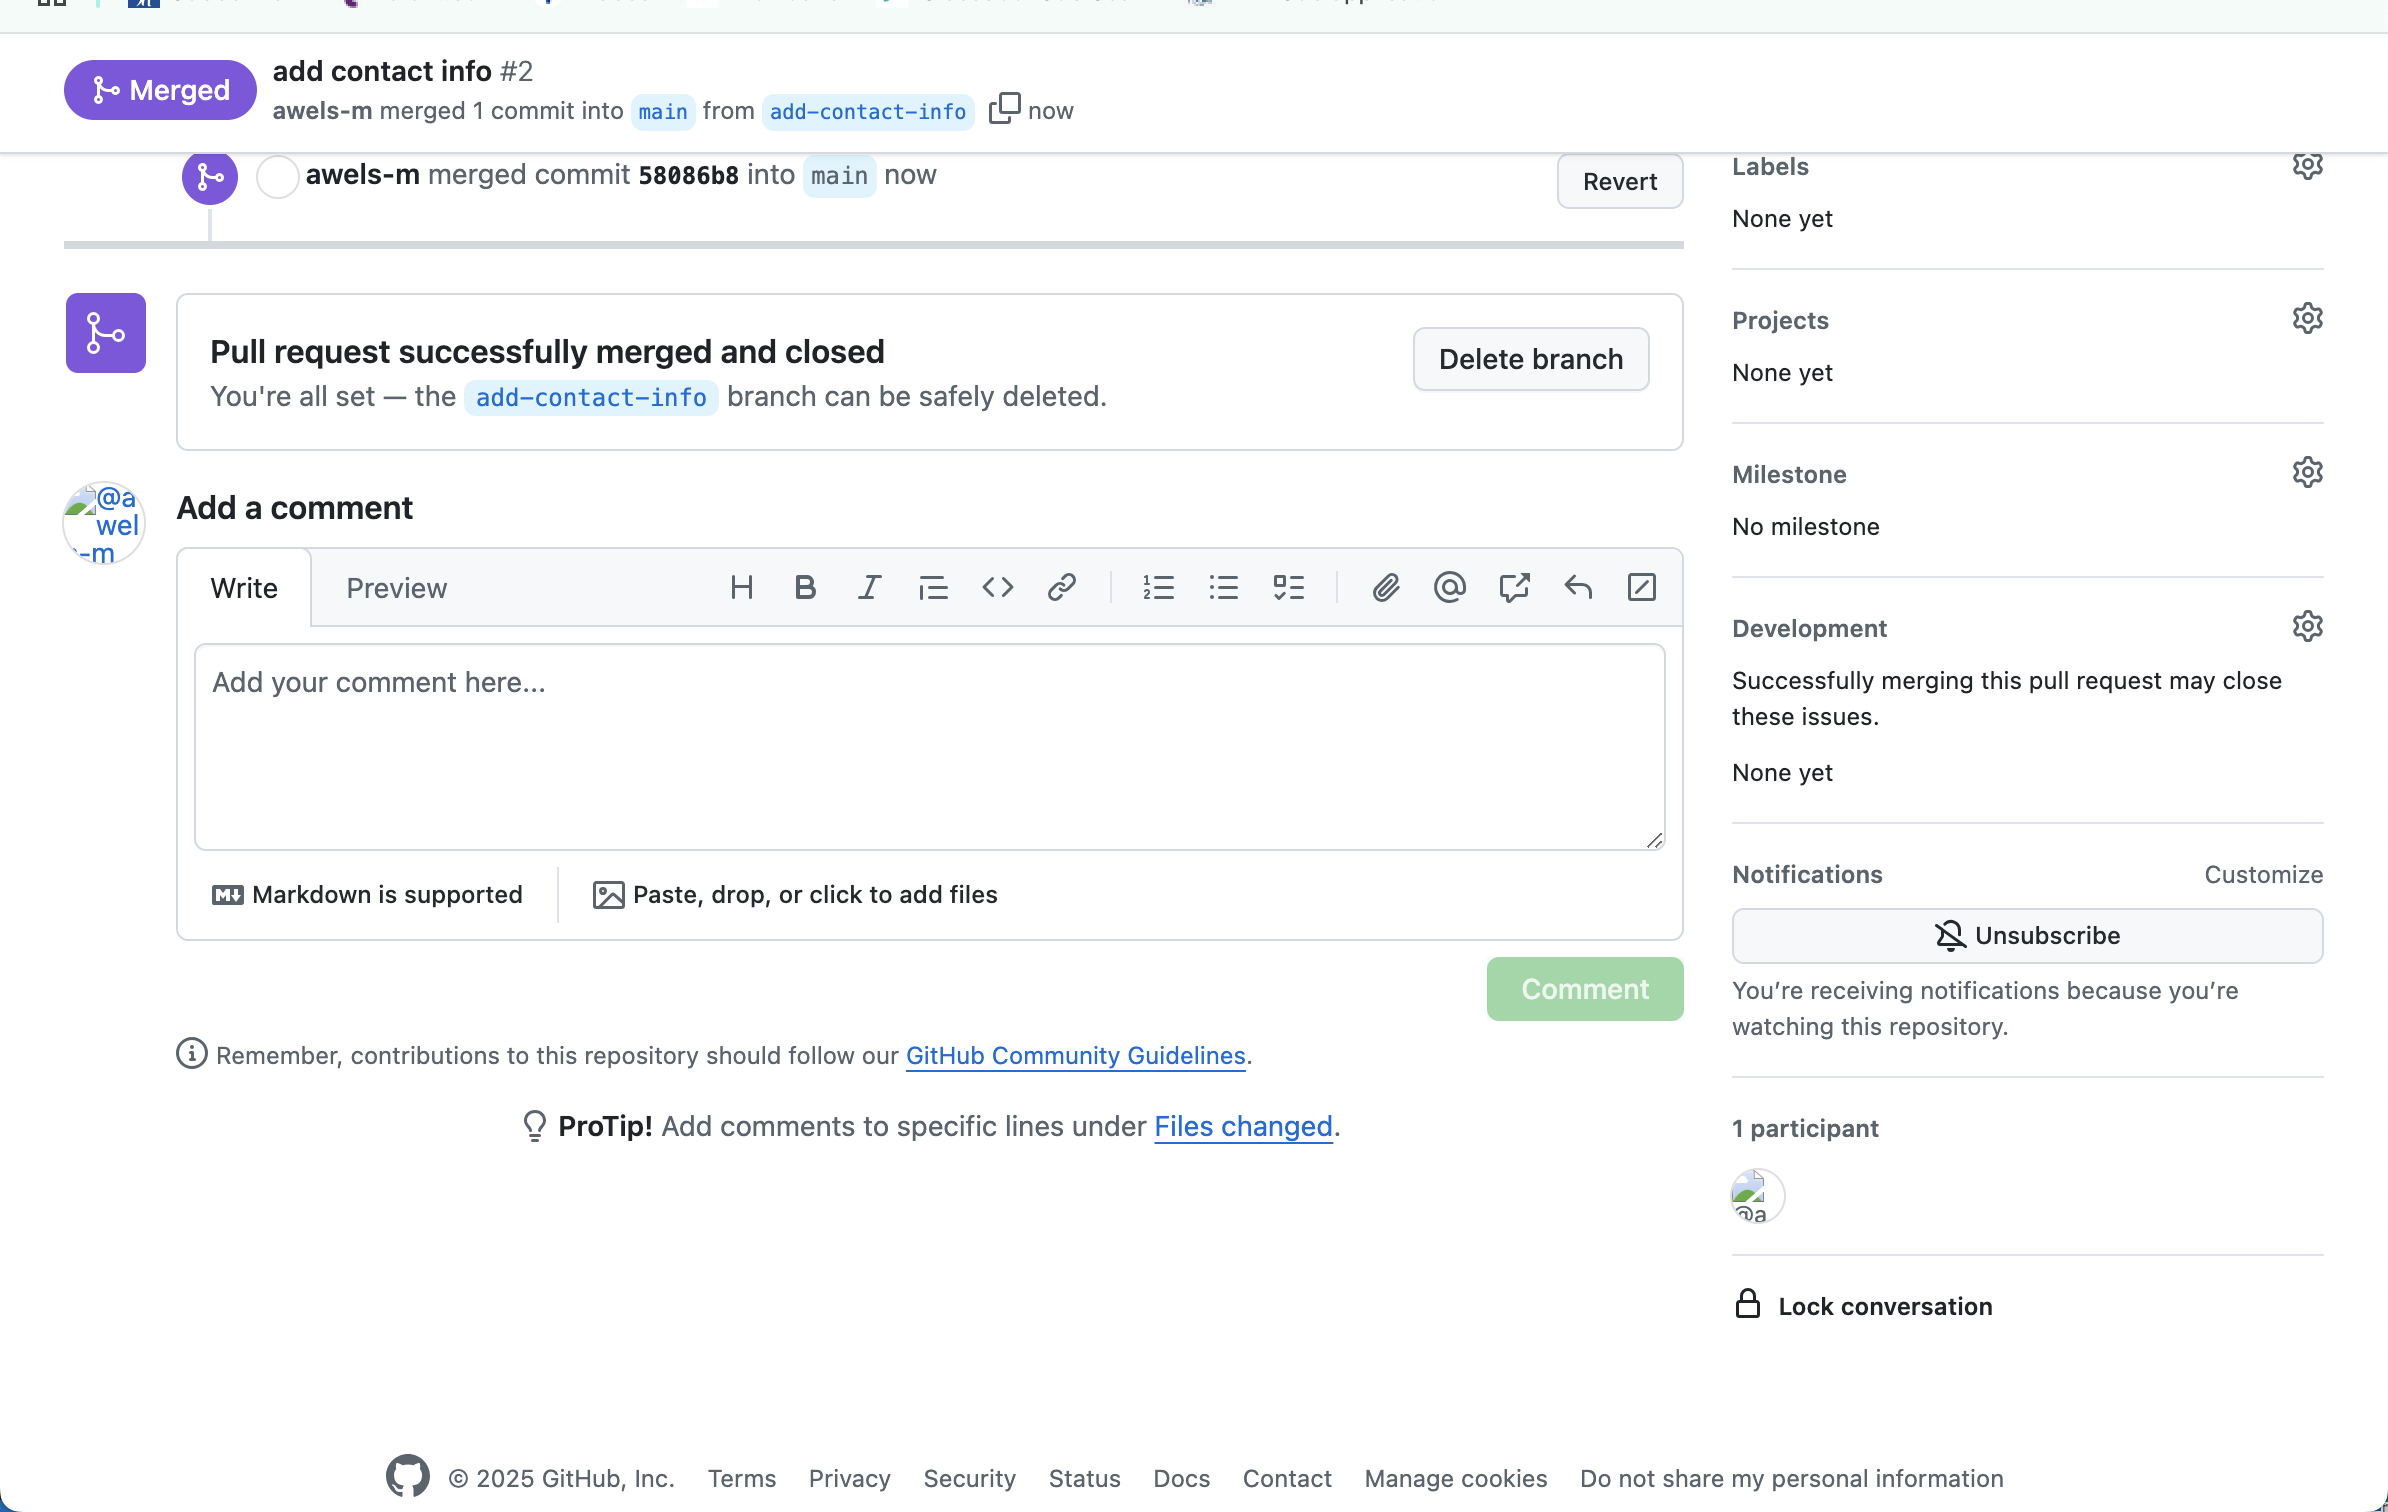 Merged
add contact info #2
awels-m merged 1 commit into main from add-contact-info now
awels-m merged commit 58086b8 into main now
Revert
Pull request successfully merged and closed
You're all set — the add-contact-info branch can be safely deleted.
Delete branch
@a
wel
-m
Add a comment
Write Preview
Add your comment here...
Markdown is supported
Paste, drop, or click to add files
Comment
Remember, contributions to this repository should follow our GitHub Community Guidelines.
ProTip! Add comments to specific lines under Files changed.
Labels
None yet
Projects
None yet
Milestone
No milestone
Development
Successfully merging this pull request may close
these issues.
None yet
Notifications Customize
Unsubscribe
You’re receiving notifications because you’re
watching this repository.
1 participant
@a
Lock conversation
© 2025 GitHub, Inc. Terms Privacy Security Status Docs Contact Manage cookies Do not share my personal information